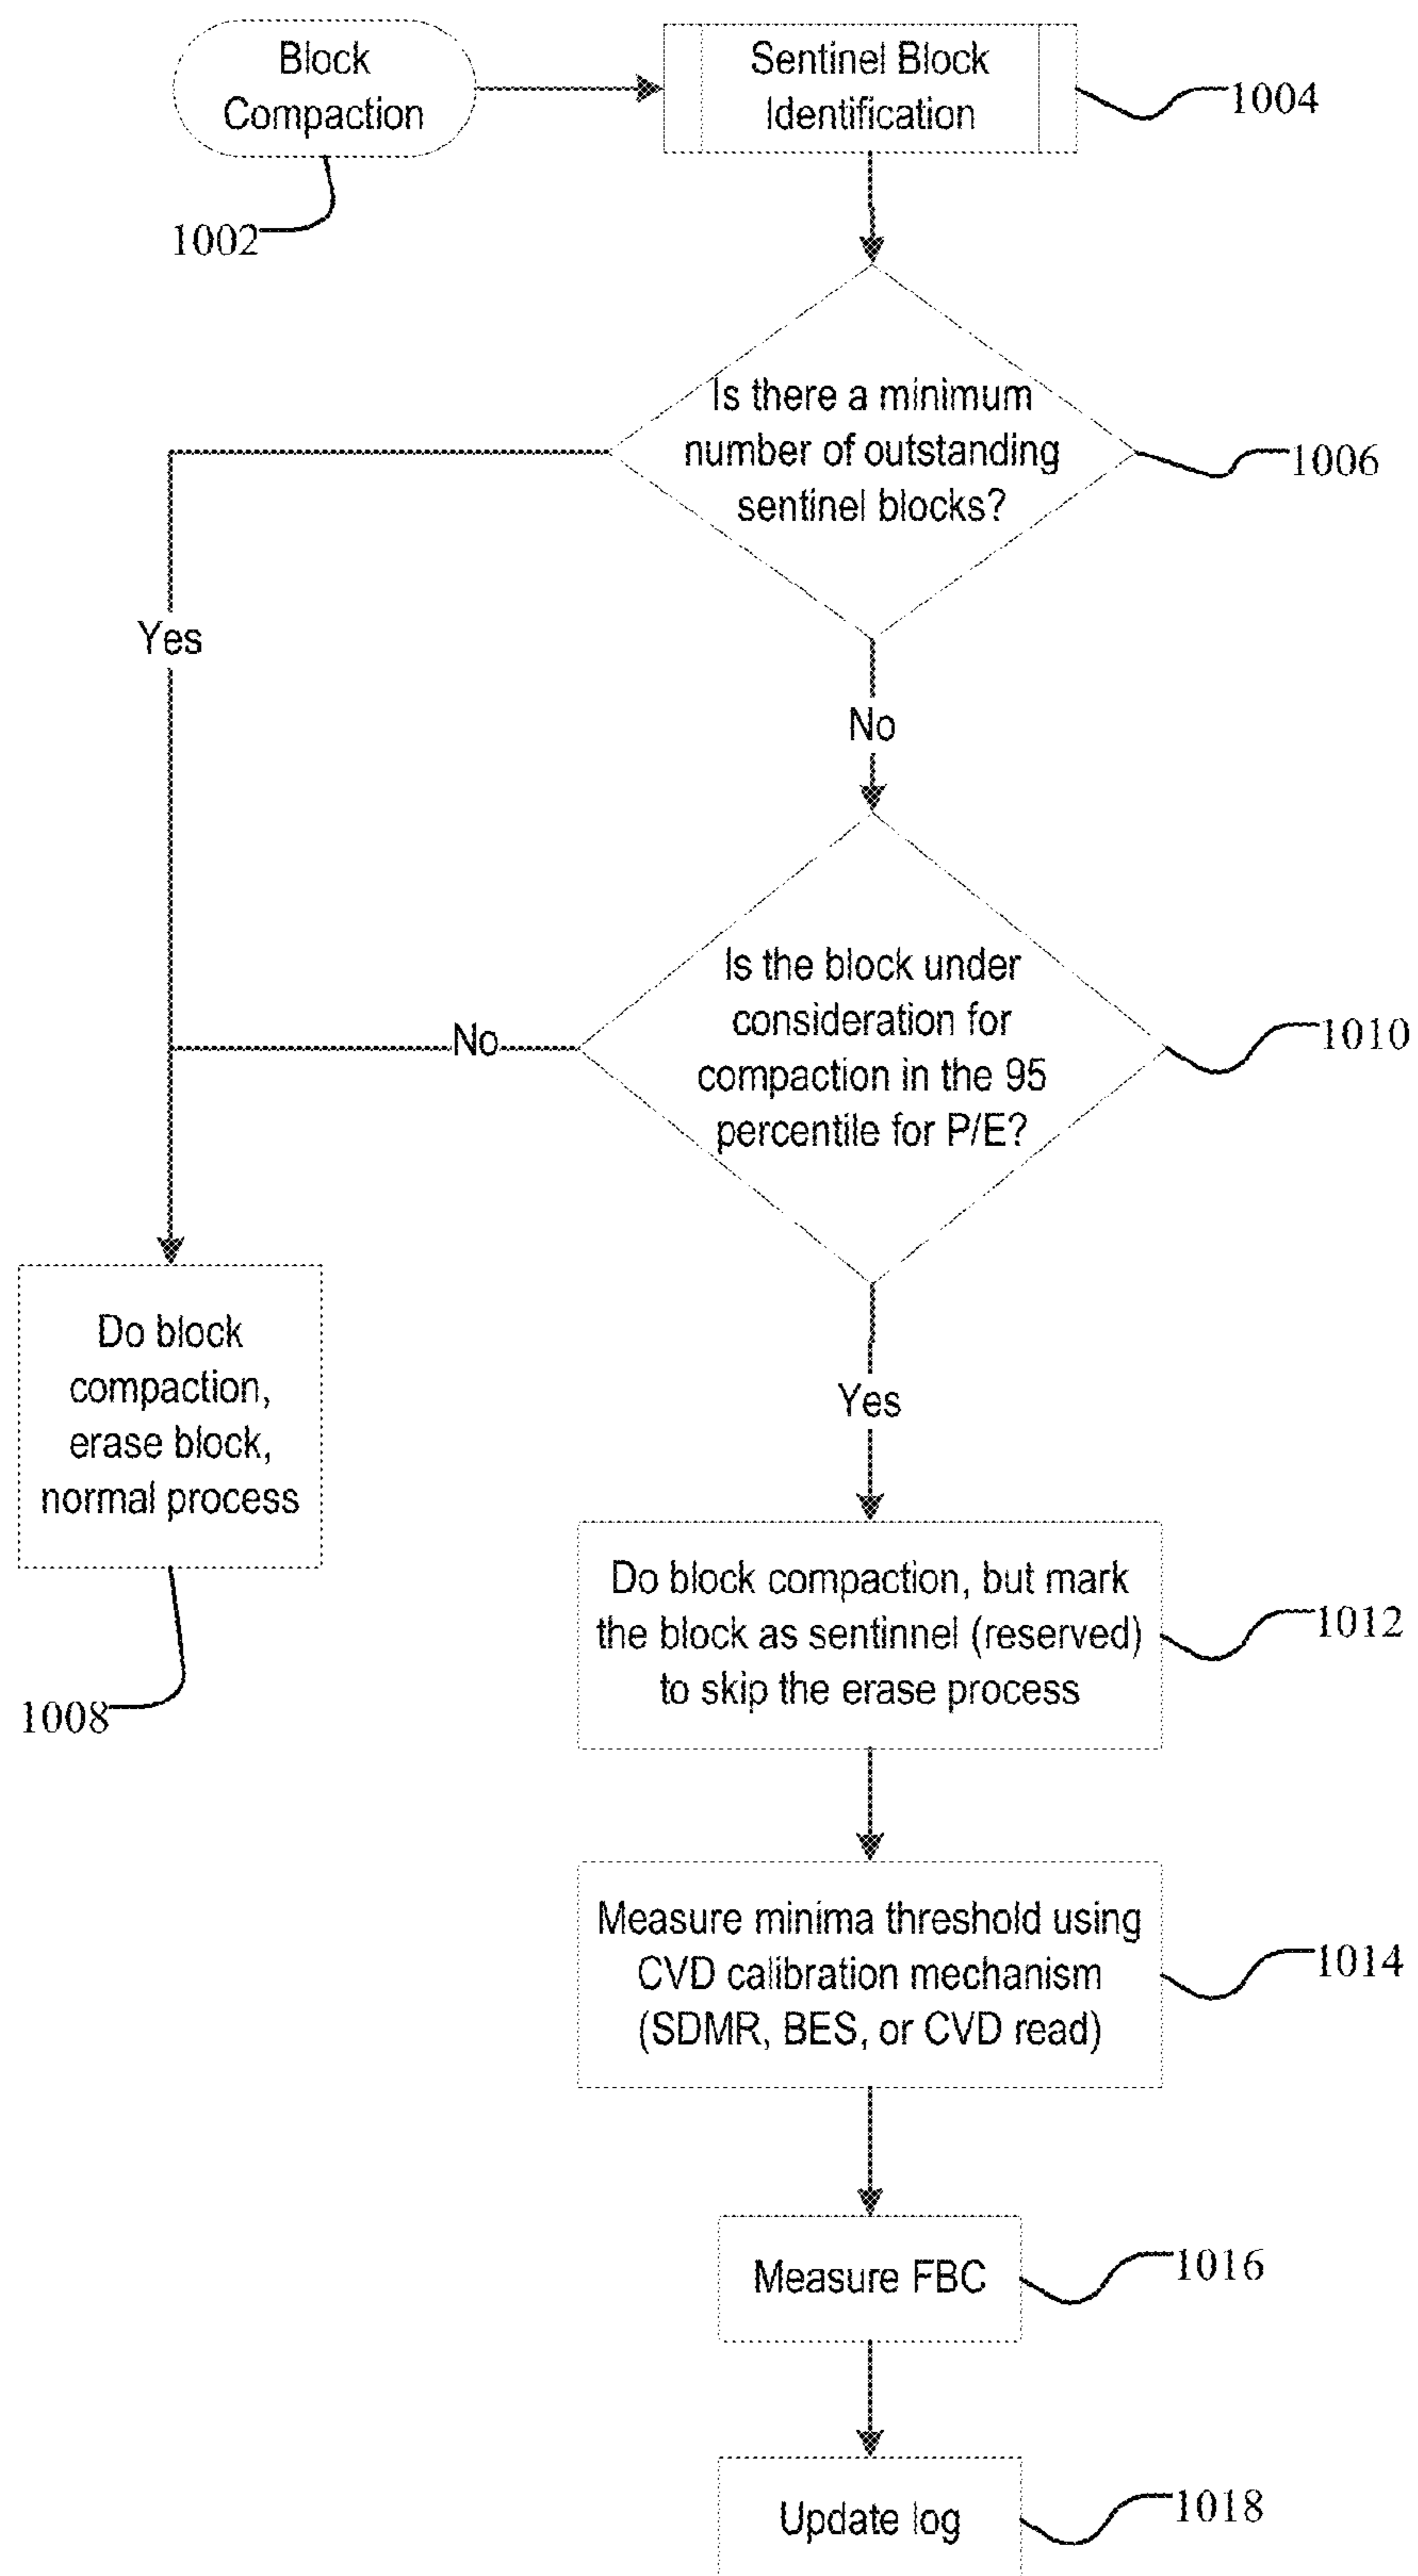 Block
Compaction
Sentinel Block
Identification
1004
1002
Is there a minimum
number of outstanding
sentinel blocks?
1006
Yes
No
Is the block under
consideration for
compaction in the 95
percentile for P/E?
1010
No
Do block
compaction,
erase block,
normal process
1008
Yes
Do block compaction, but mark
the block as sentinnel (reserved)
to skip the erase process
1012
Measure minima threshold using
CVD calibration mechanism
(SDMR, BES, or CVD read)
1014
Measure FBC
1016
Update log
1018